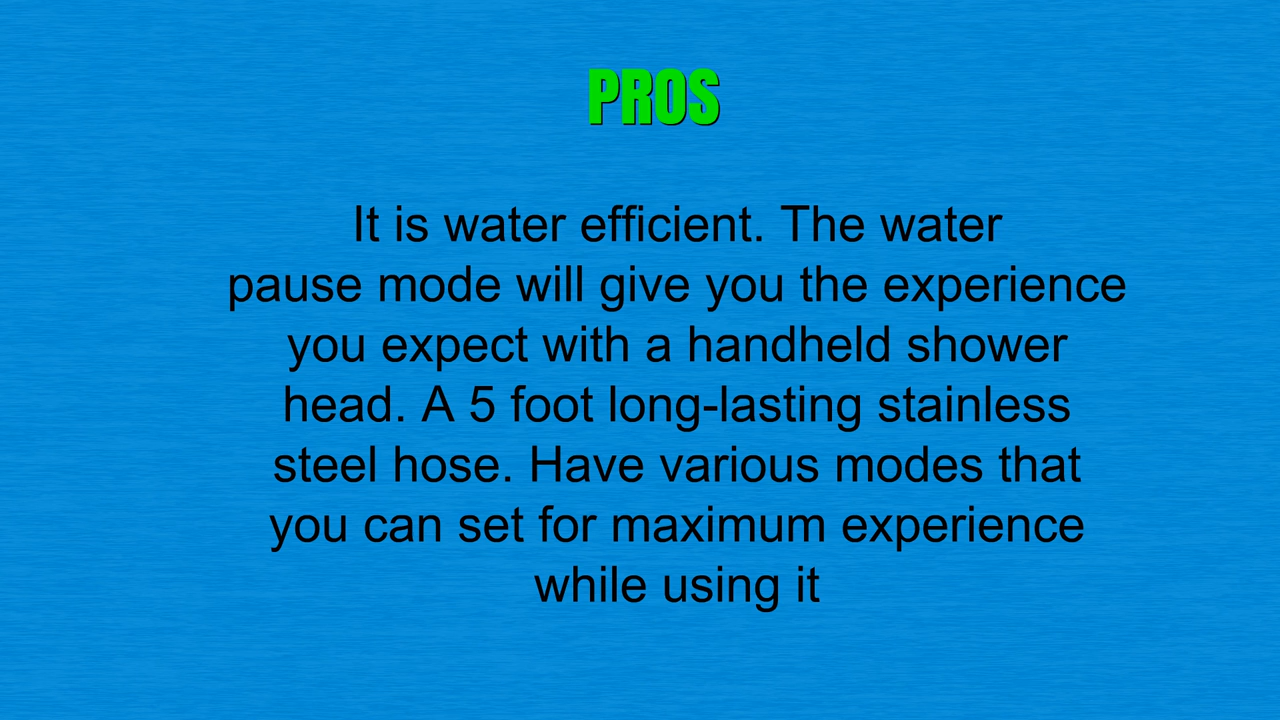 PROS
It is water efficient. The water
pause mode will give you the experience
you expect with a handheld shower
head. A 5 foot long-lasting stainless
steel hose. Have various modes that
you can set for maximum experience
while using it